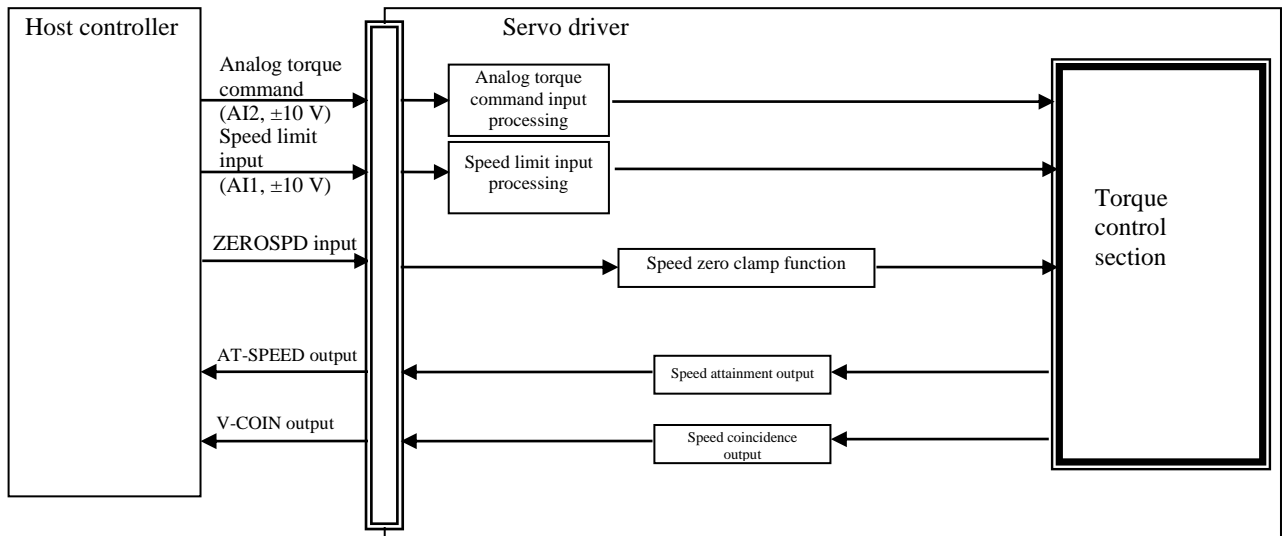 Host controller
Servo driver
Analog torque
command
(AI2, ±10 V)
Speed limit
input
(AI1, ±10 V)
ZEROSPD input
AT-SPEED output
V-COIN output
Analog torque
command input
processing
Speed limit input
processing
Speed zero clamp function
Speed attainment output
Speed coincidence
output
Torque
control
section